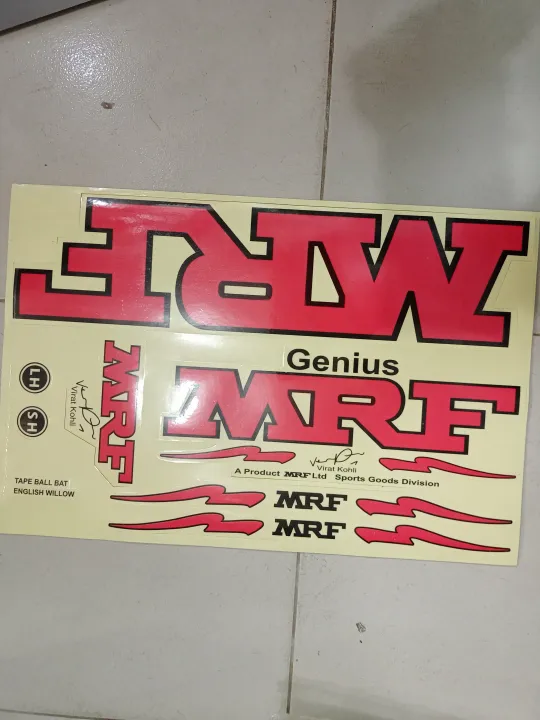 MRF
Genius
MRF
Virat Kohli
A Product MRF Ltd Sports Goods Division
MRF
MRF
MRF
Virat Kohli
LH
SH
TAPE BALL BAT
ENGLISH WILLOW